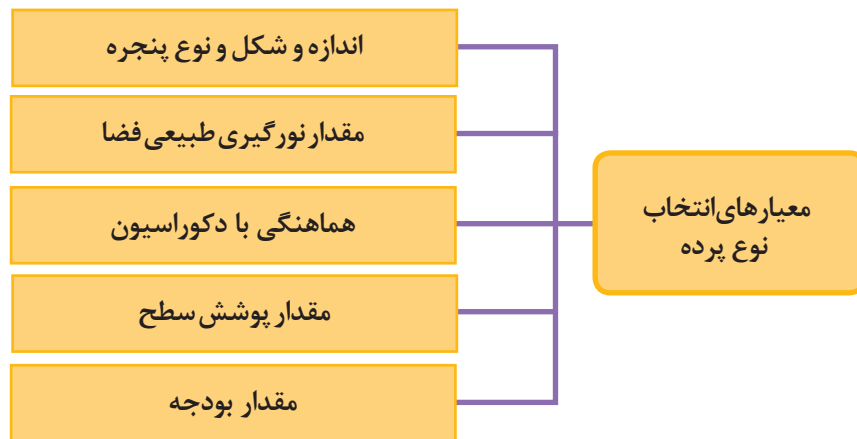 معیارهای انتخاب
نوع پرده
اندازه و شکل و نوع پنجره
مقدار نورگیری طبیعی فضا
هماهنگی با دکوراسیون
مقدار پوشش سطح
مقدار بودجه